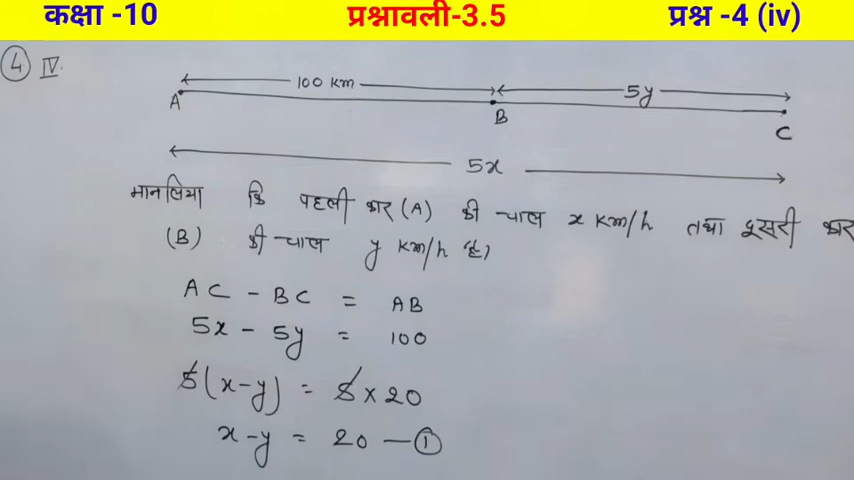 कक्षा -10 प्रश्नावली-3.5 प्रश्न -4 (iv)
4 IV.
100 km 5y
A B C
5x
मानलिया कि पहली कार (A) की चाल x km/h तथा दूसरी कार
(B) की चाल y km/h है।
AC - BC = AB
5x - 5y = 100
5(x-y) = 5 x 20
x-y = 20 — 1